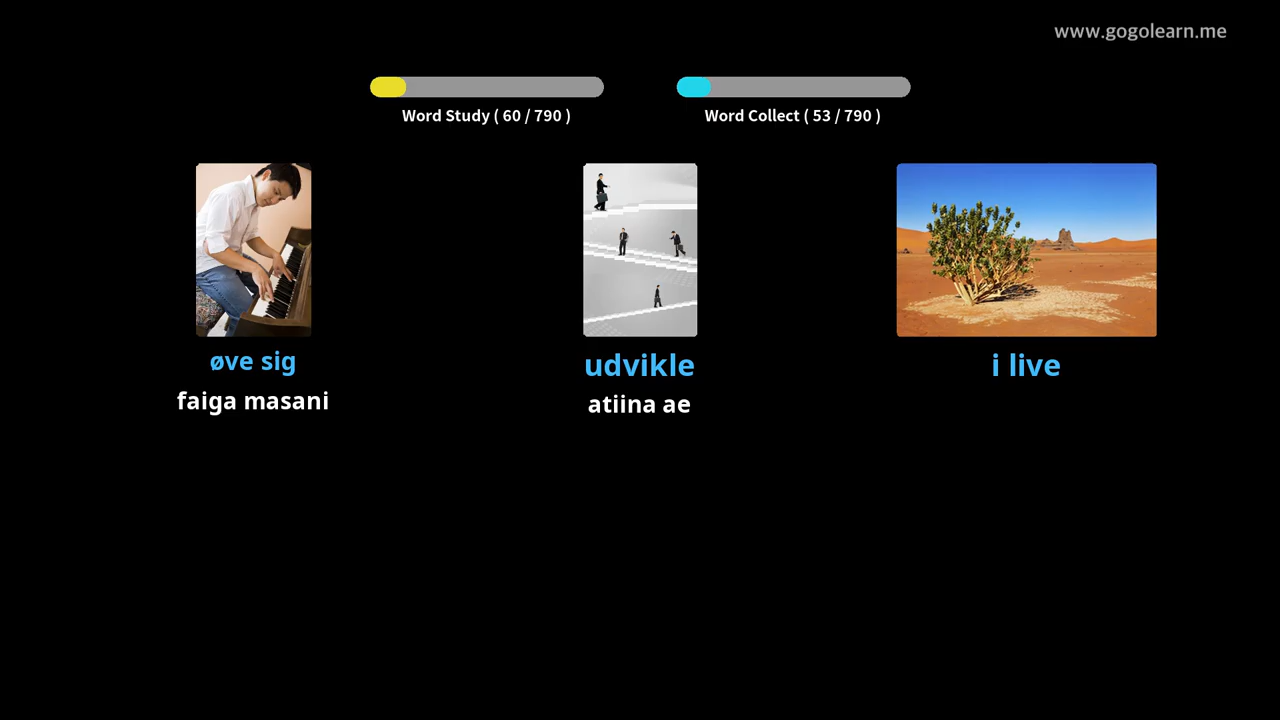 www.gogolearn.me
Word Study ( 60 / 790 )
Word Collect ( 53 / 790 )
øve sig
udvikle
i live
faiga masani
atiina ae